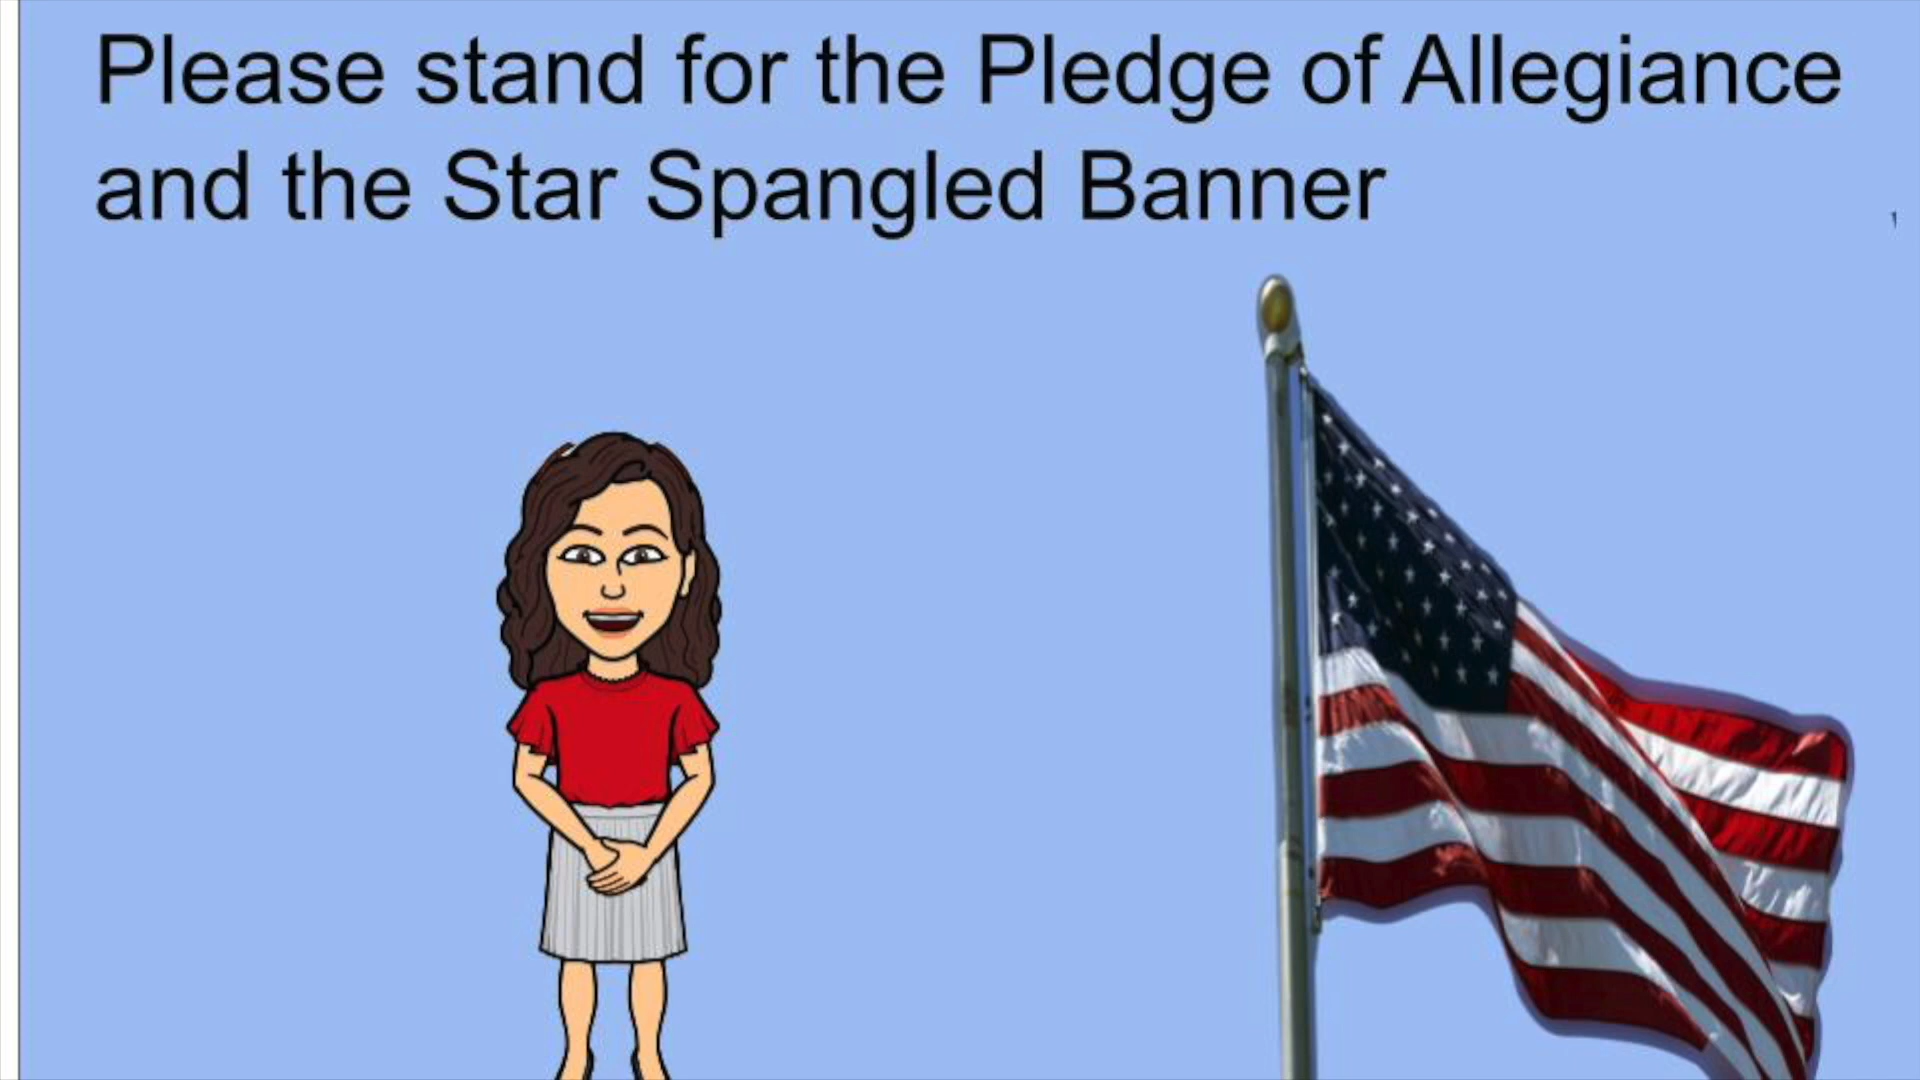 Please stand for the Pledge of Allegiance
and the Star Spangled Banner